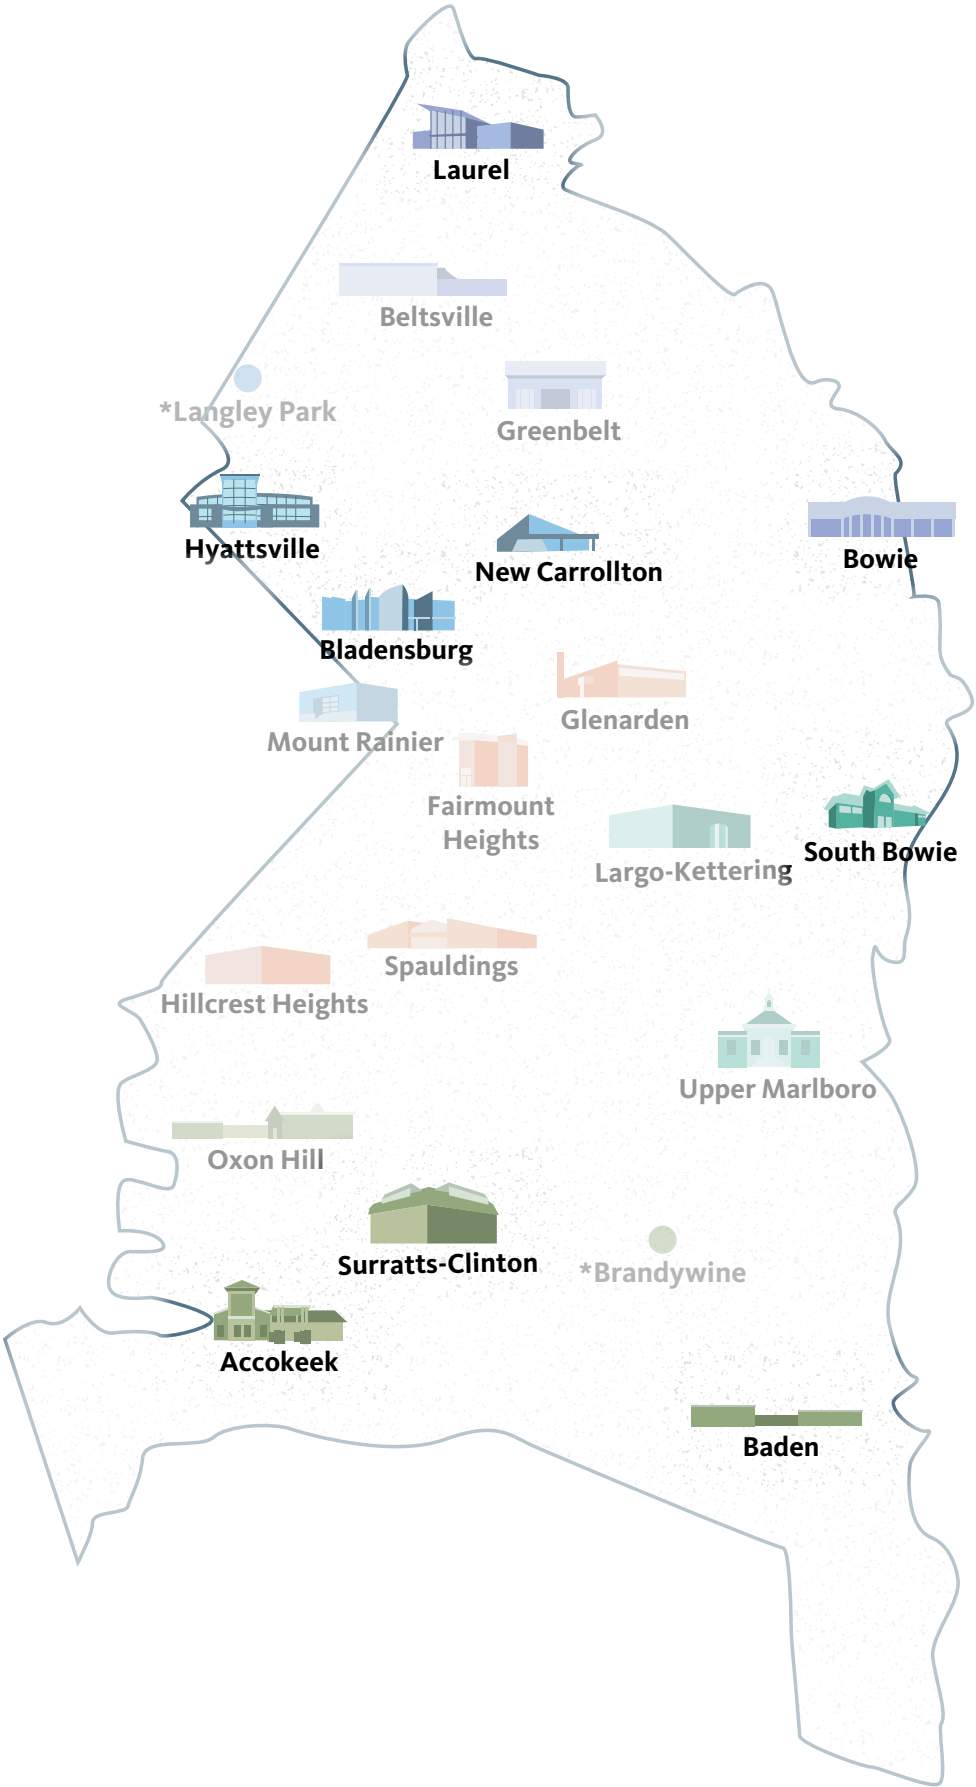 Laurel
Beltsville
*Langley Park
Greenbelt
Hyattsville
New Carrollton
Bowie
Bladensburg
Glenarden
Mount Rainier
Fairmount
Heights
Largo-Kettering
South Bowie
Spauldings
Hillcrest Heights
Upper Marlboro
Oxon Hill
Surratts-Clinton
*Brandywine
Accokeek
Baden